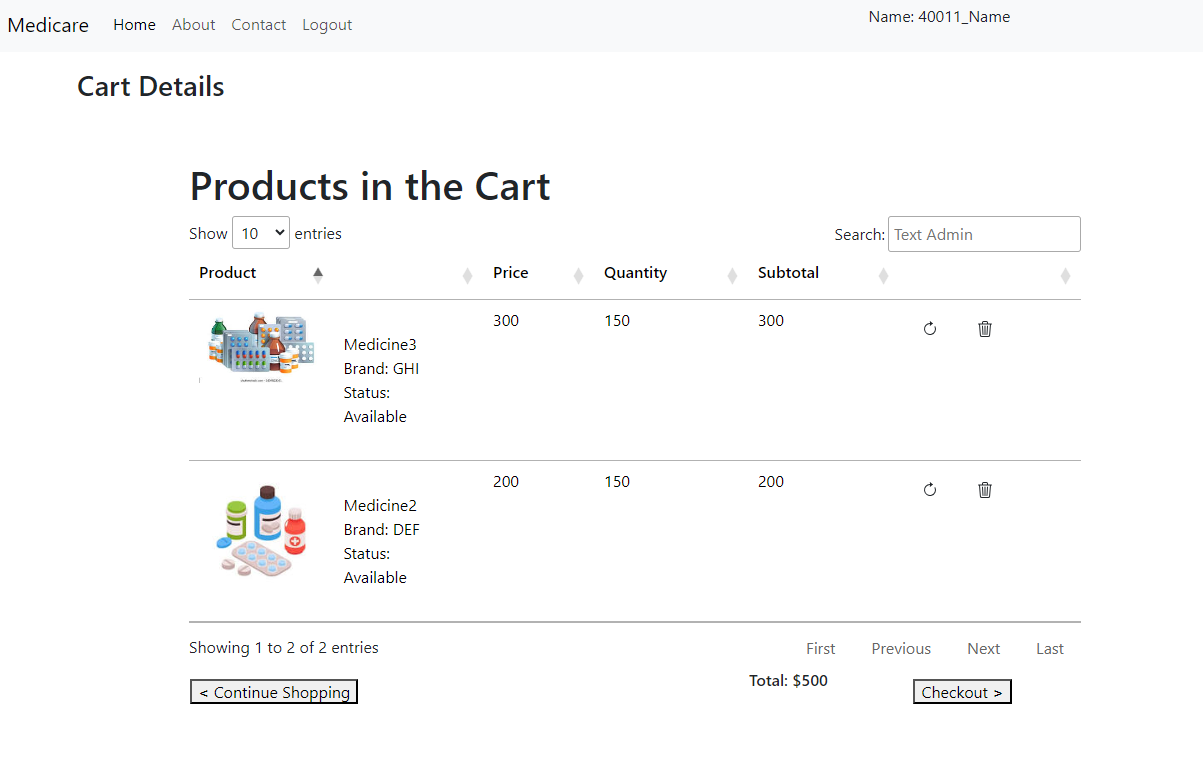 Medicare Home About Contact Logout Name: 40011_Name
Cart Details
Products in the Cart
Show 10 entries Search: Text Admin
Product Price Quantity Subtotal
300 150 300
Medicine3
Brand: GHI
Status:
Available
200 150 200
Medicine2
Brand: DEF
Status:
Available
Showing 1 to 2 of 2 entries First Previous Next Last
Total: $500
< Continue Shopping Checkout >